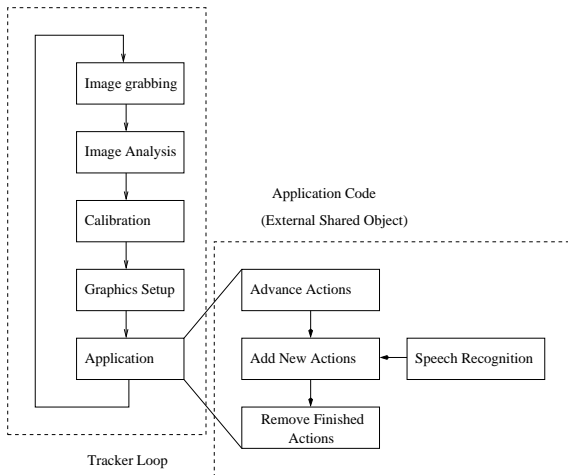 Image grabbing
Image Analysis
Calibration
Graphics Setup
Application
Tracker Loop
Application Code
(External Shared Object)
Advance Actions
Add New Actions
Speech Recognition
Remove Finished
Actions